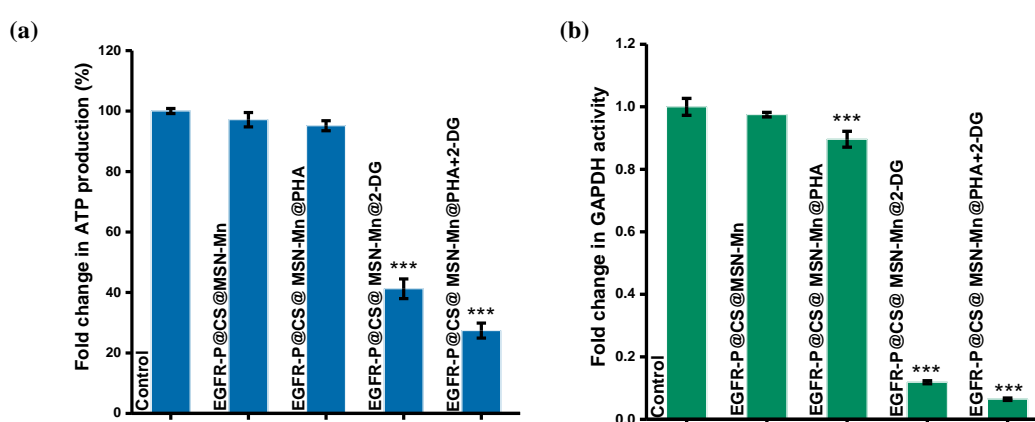 (a)
Fold change in ATP production (%)
120
100
80
60
40
20
0
Control
EGFR-P@CS@MSN-Mn
EGFR-P@CS@ MSN-Mn@PHA
EGFR-P@CS@ MSN-Mn@2-DG
EGFR-P@CS@ MSN-Mn@PHA+2-DG
***
***
(b)
Fold change in GAPDH activity
1.2
1.0
0.8
0.6
0.4
0.2
0.0
Control
EGFR-P@CS@MSN-Mn
EGFR-P@CS@ MSN-Mn@PHA
EGFR-P@CS@ MSN-Mn@2-DG
EGFR-P@CS@ MSN-Mn@PHA+2-DG
***
***
***